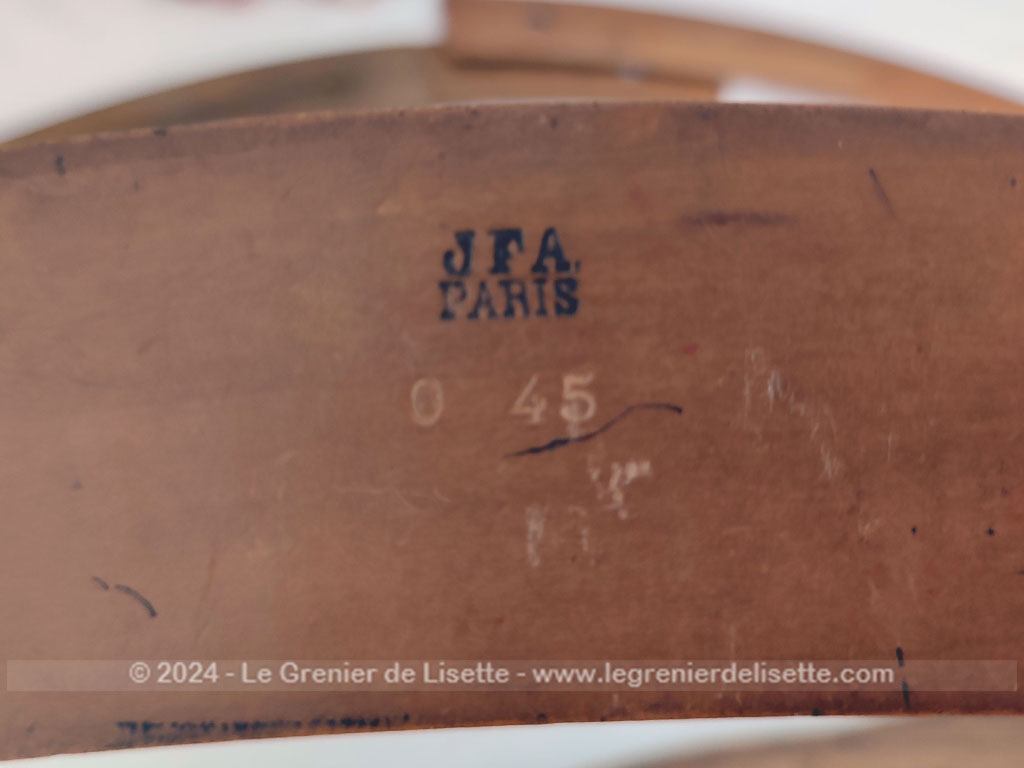 J F A.
PARIS
0 45
© 2024 - Le Grenier de Lisette - www.legrenierdelisette.com